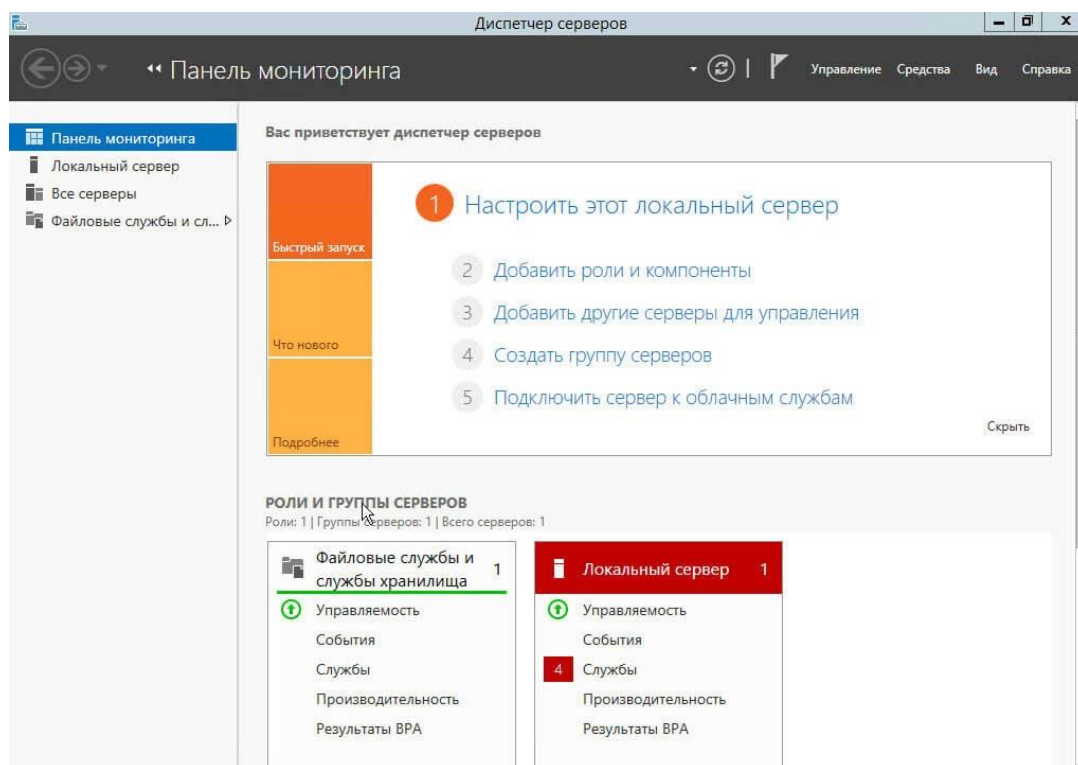 Диспетчер серверов
Панель мониторинга
Управление Средства Вид Справка
Панель мониторинга
Локальный сервер
Все серверы
Файловые службы и сл...
Вас приветствует диспетчер серверов
Быстрый запуск
Что нового
Подробнее
1 Настроить этот локальный сервер
2 Добавить роли и компоненты
3 Добавить другие серверы для управления
4 Создать группу серверов
5 Подключить сервер к облачным службам
Скрыть
РОЛИ И ГРУППЫ СЕРВЕРОВ
Роли: 1 | Группы серверов: 1 | Всего серверов: 1
Файловые службы и
службы хранилища
1
Управляемость
События
Службы
Производительность
Результаты BPA
Локальный сервер 1
Управляемость
События
4 Службы
Производительность
Результаты BPA